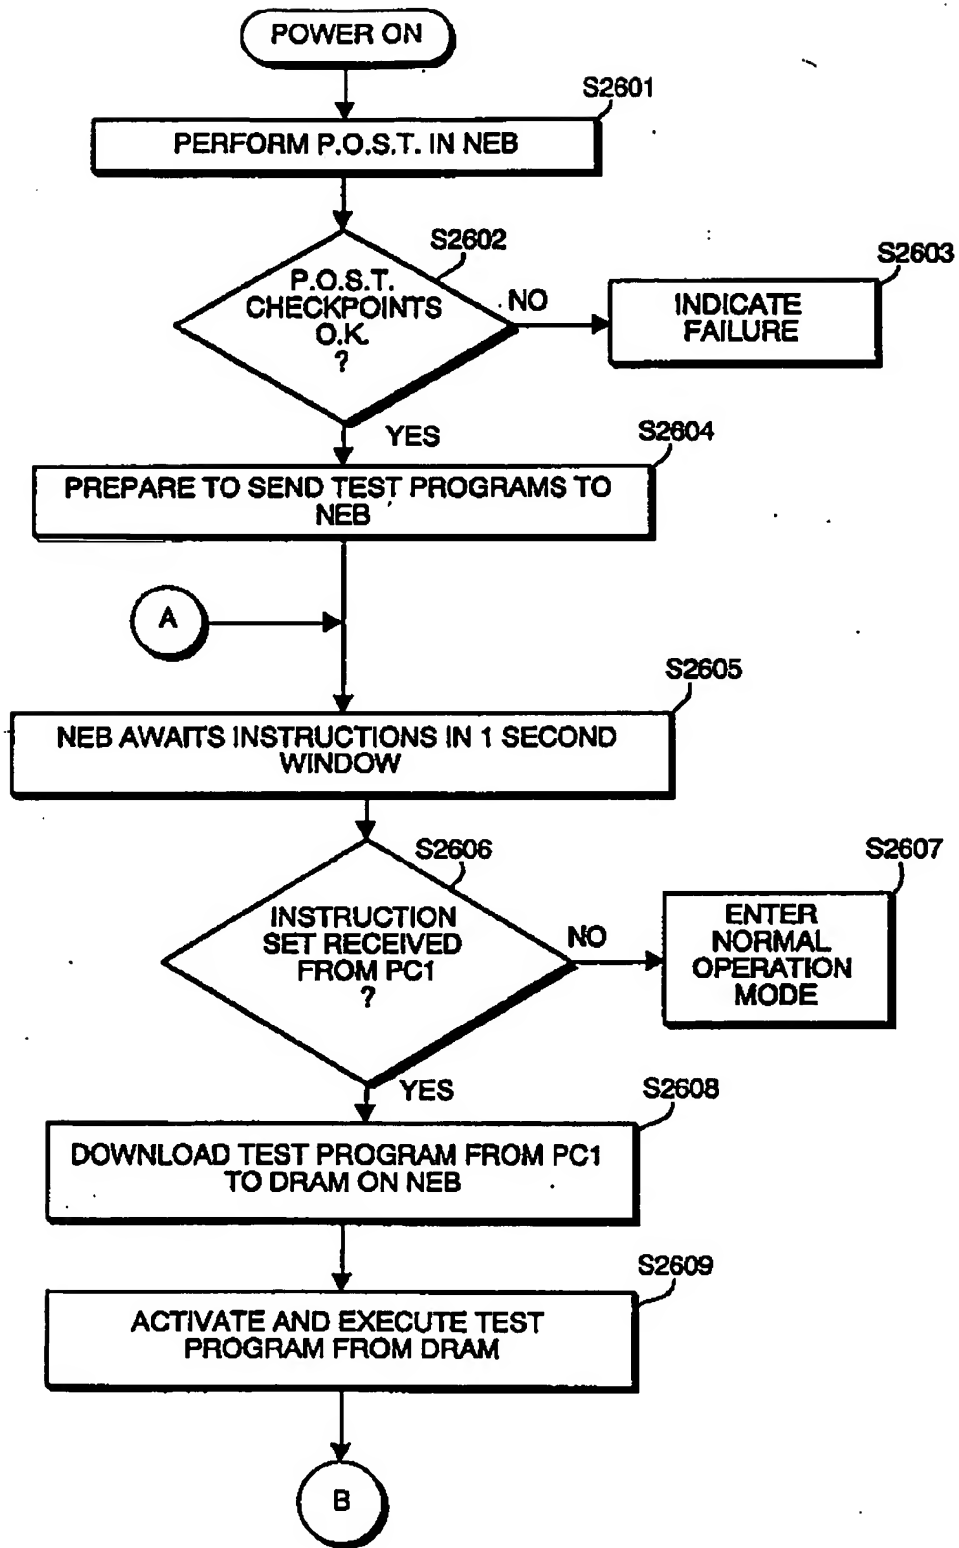 POWER ON
S2601
PERFORM P.O.S.T. IN NEB
S2602
P.O.S.T.
CHECKPOINTS
O.K.
?
NO
S2603
INDICATE
FAILURE
YES
S2604
PREPARE TO SEND TEST PROGRAMS TO
NEB
A
S2605
NEB AWAITS INSTRUCTIONS IN 1 SECOND
WINDOW
S2606
INSTRUCTION
SET RECEIVED
FROM PC1
?
NO
S2607
ENTER
NORMAL
OPERATION
MODE
YES
S2608
DOWNLOAD TEST PROGRAM FROM PC1
TO DRAM ON NEB
S2609
ACTIVATE AND EXECUTE TEST
PROGRAM FROM DRAM
B